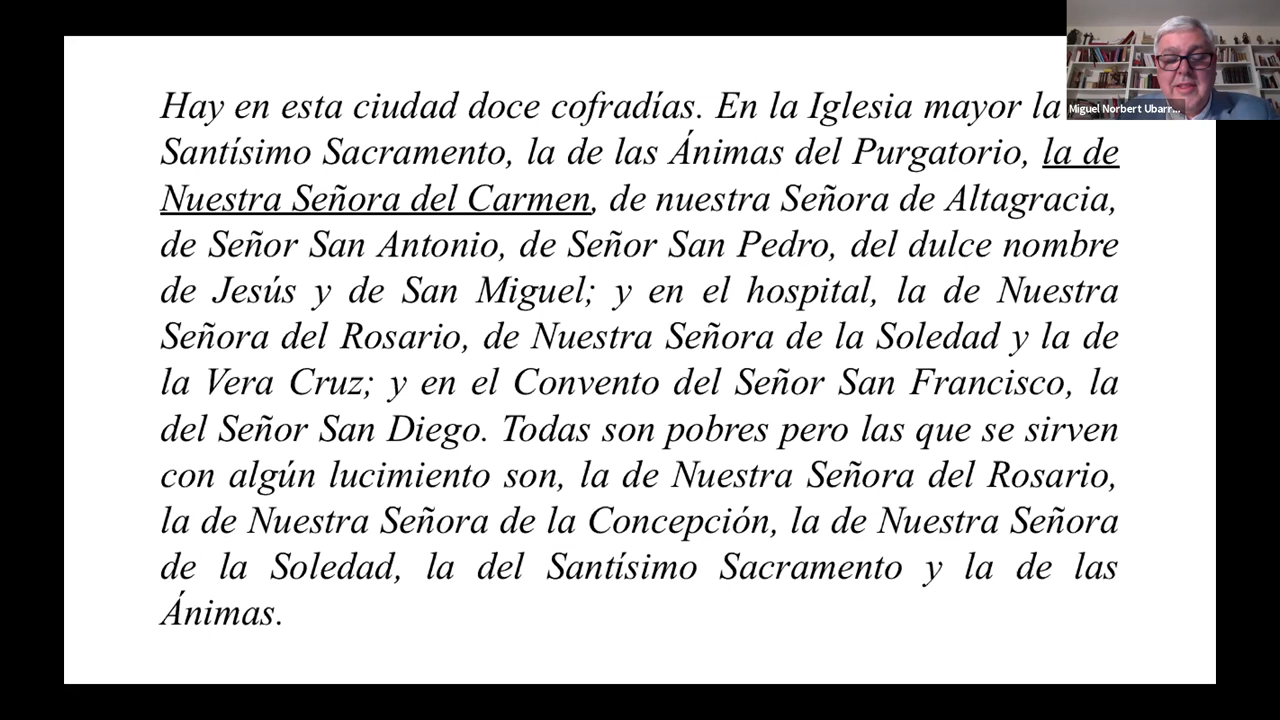 Hay en esta ciudad doce cofradías. En la Iglesia mayor la
Santísimo Sacramento, la de las Ánimas del Purgatorio, la de
Nuestra Señora del Carmen, de nuestra Señora de Altagracia,
de Señor San Antonio, de Señor San Pedro, del dulce nombre
de Jesús y de San Miguel; y en el hospital, la de Nuestra
Señora del Rosario, de Nuestra Señora de la Soledad y la de
la Vera Cruz; y en el Convento del Señor San Francisco, la
del Señor San Diego. Todas son pobres pero las que se sirven
con algún lucimiento son, la de Nuestra Señora del Rosario,
la de Nuestra Señora de la Concepción, la de Nuestra Señora
de la Soledad, la del Santísimo Sacramento y la de las
Ánimas.
Miguel Norbert Ubarr...